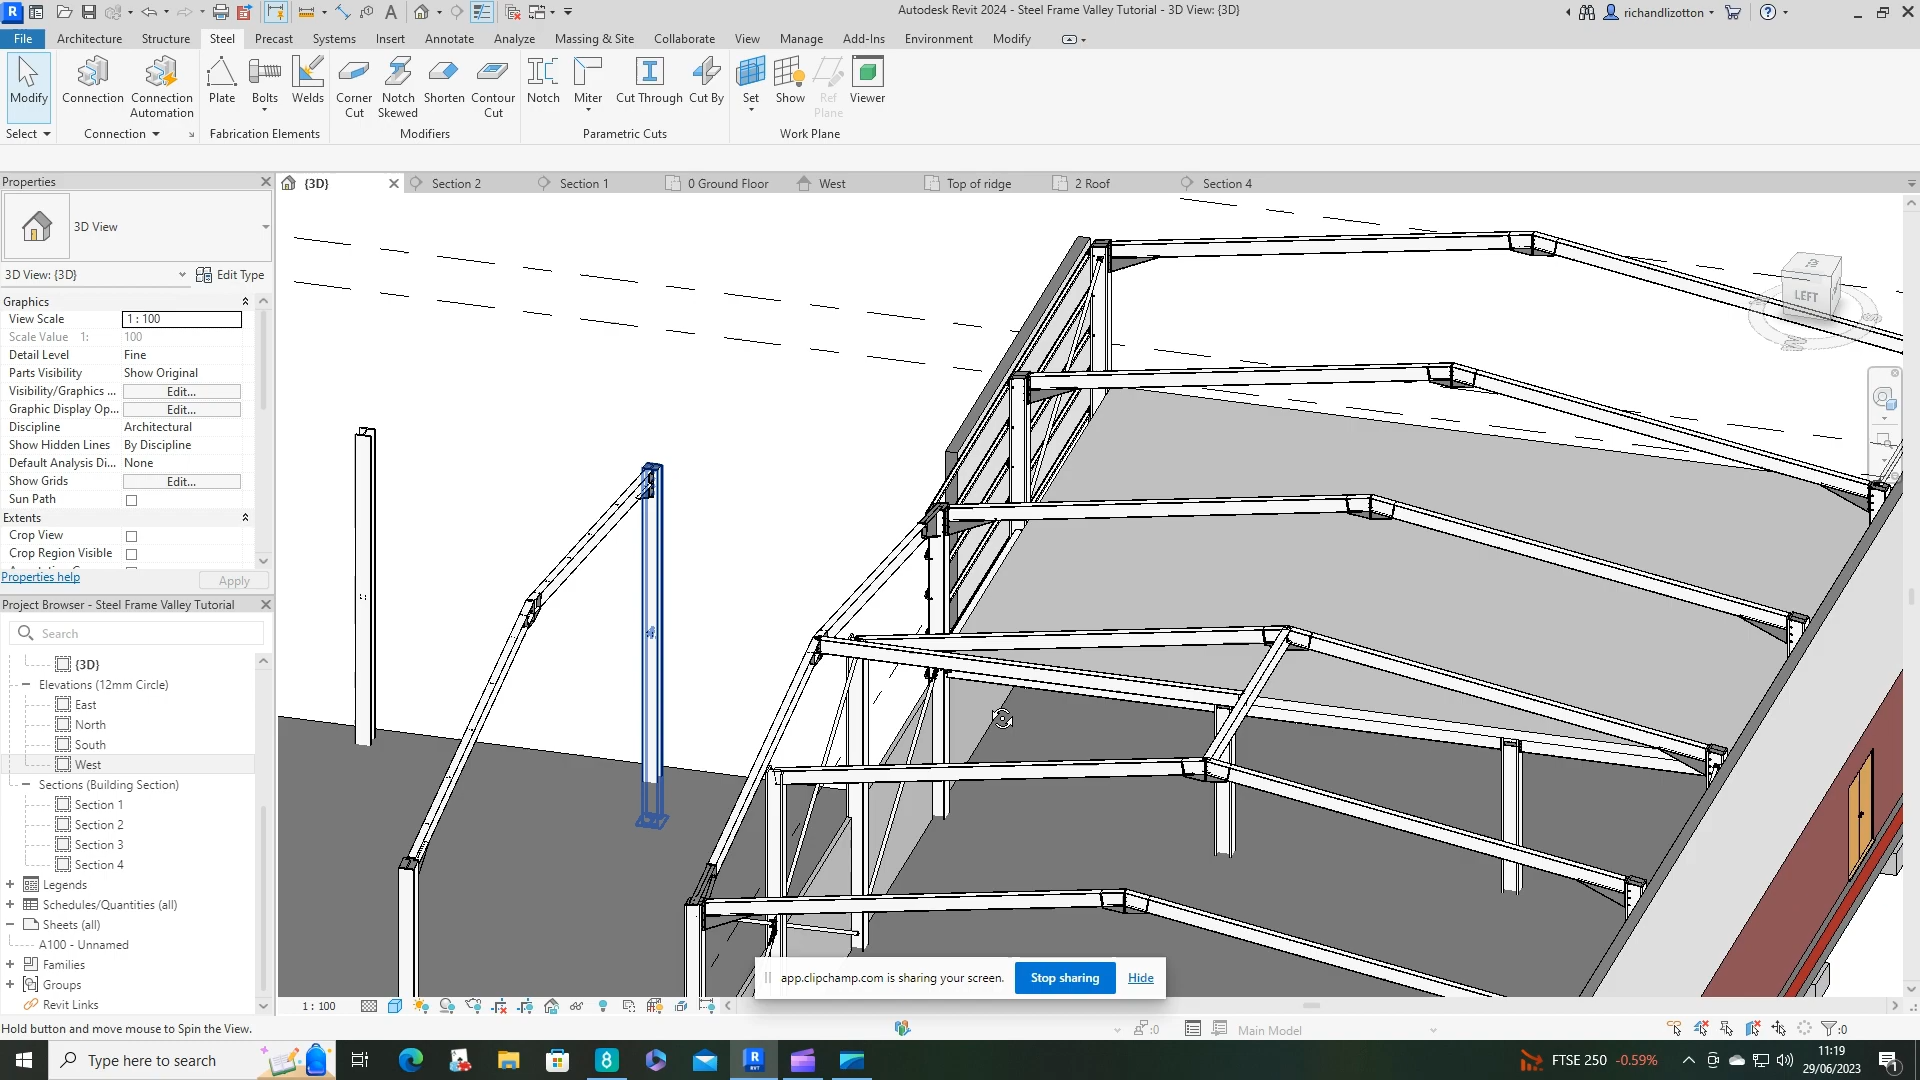 Autodesk Revit 2024 - Steel Frame Valley Tutorial - 3D View: {3D}
richandlizotton
File Architecture Structure Steel Precast Systems Insert Annotate Analyze Massing & Site Collaborate View Manage Add-Ins Environment Modify
Modify Connection Connection Automation Plate Bolts Welds Corner Cut Notch Skewed Shorten Contour Cut Notch Miter Cut Through Cut By Set Show Ref Plane Viewer
Select Connection Fabrication Elements Modifiers Parametric Cuts Work Plane
Properties
{3D} Section 2 Section 1 0 Ground Floor West Top of ridge 2 Roof Section 4
3D View
3D View: {3D} Edit Type
Graphics
View Scale 1 : 100
Scale Value 1: 100
Detail Level Fine
Parts Visibility Show Original
Visibility/Graphics ... Edit...
Graphic Display Op... Edit...
Discipline Architectural
Show Hidden Lines By Discipline
Default Analysis Di... None
Show Grids Edit...
Sun Path
Extents
Crop View
Crop Region Visible
Properties help Apply
LEFT
Project Browser - Steel Frame Valley Tutorial
Search
{3D}
Elevations (12mm Circle)
East
North
South
West
Sections (Building Section)
Section 1
Section 2
Section 3
Section 4
Legends
Schedules/Quantities (all)
Sheets (all)
A100 - Unnamed
Families
Groups
Revit Links
app.clipchamp.com is sharing your screen. Stop sharing Hide
1 : 100
Hold button and move mouse to Spin the View.
:0 Main Model :0
Type here to search
FTSE 250 -0.59%
11:19
29/06/2023
1